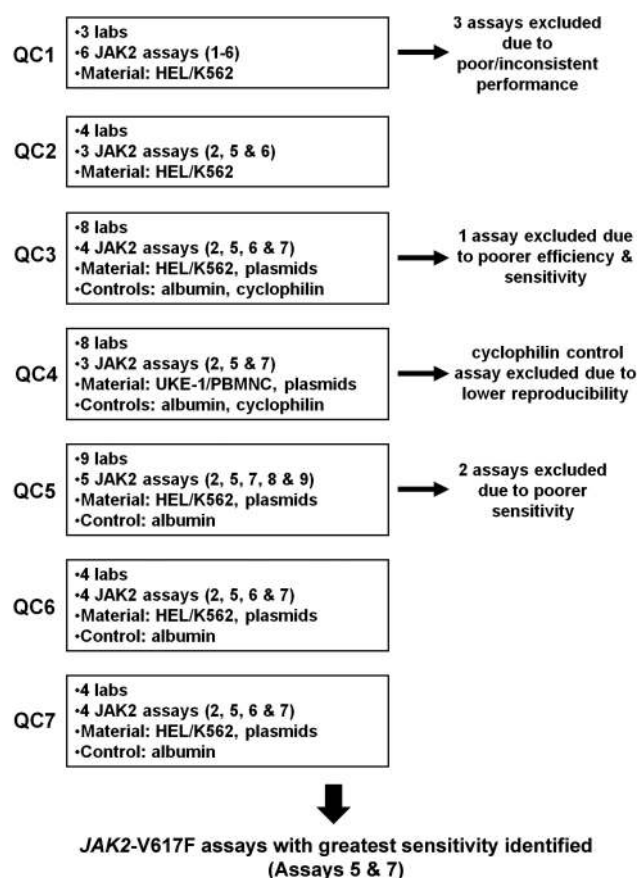 QC1
•3 labs
•6 JAK2 assays (1-6)
•Material: HEL/K562
3 assays excluded
due to
poor/inconsistent
performance
QC2
•4 labs
•3 JAK2 assays (2, 5 & 6)
•Material: HEL/K562
QC3
•8 labs
•4 JAK2 assays (2, 5, 6 & 7)
•Material: HEL/K562, plasmids
•Controls: albumin, cyclophilin
1 assay excluded due
to poorer efficiency &
sensitivity
QC4
•8 labs
•3 JAK2 assays (2, 5 & 7)
•Material: UKE-1/PBMNC, plasmids
•Controls: albumin, cyclophilin
cyclophilin control
assay excluded due to
lower reproducibility
QC5
•9 labs
•5 JAK2 assays (2, 5, 7, 8 & 9)
•Material: HEL/K562, plasmids
•Control: albumin
2 assays excluded
due to poorer
sensitivity
QC6
•4 labs
•4 JAK2 assays (2, 5, 6 & 7)
•Material: HEL/K562, plasmids
•Control: albumin
QC7
•4 labs
•4 JAK2 assays (2, 5, 6 & 7)
•Material: HEL/K562, plasmids
•Control: albumin
JAK2-V617F assays with greatest sensitivity identified
(Assays 5 & 7)